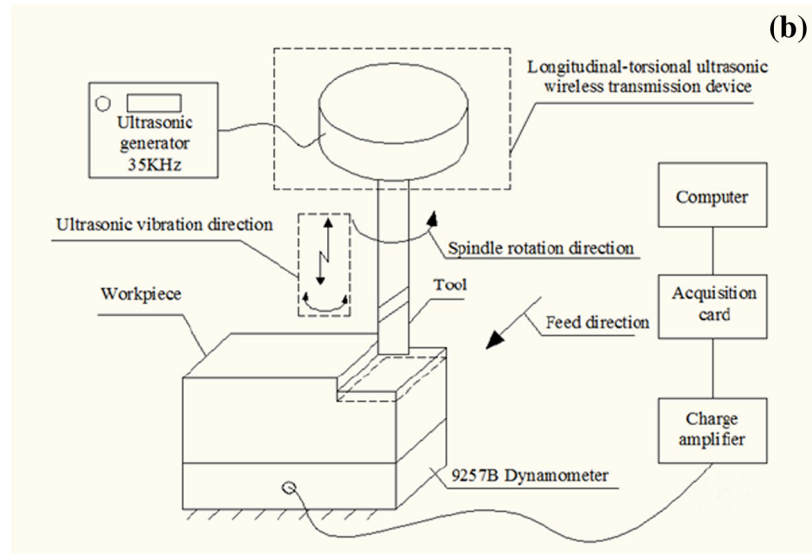 (b)
Longitudinal-torsional ultrasonic
wireless transmission device
Ultrasonic
generator
35KHz
Computer
Ultrasonic vibration direction
Spindle rotation direction
Workpiece
Tool
Acquisition
card
Feed direction
Charge
amplifier
9257B Dynamometer